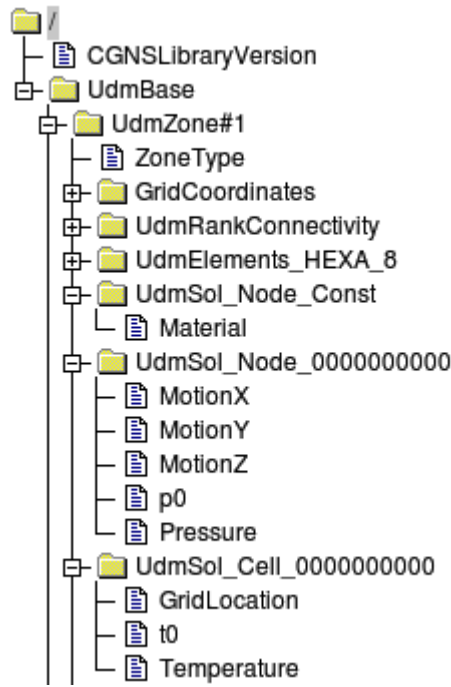 /
CGNSLibraryVersion
UdmBase
UdmZone#1
ZoneType
GridCoordinates
UdmRankConnectivity
UdmElements_HEXA_8
UdmSol_Node_Const
Material
UdmSol_Node_0000000000
MotionX
MotionY
MotionZ
p0
Pressure
UdmSol_Cell_0000000000
GridLocation
t0
Temperature